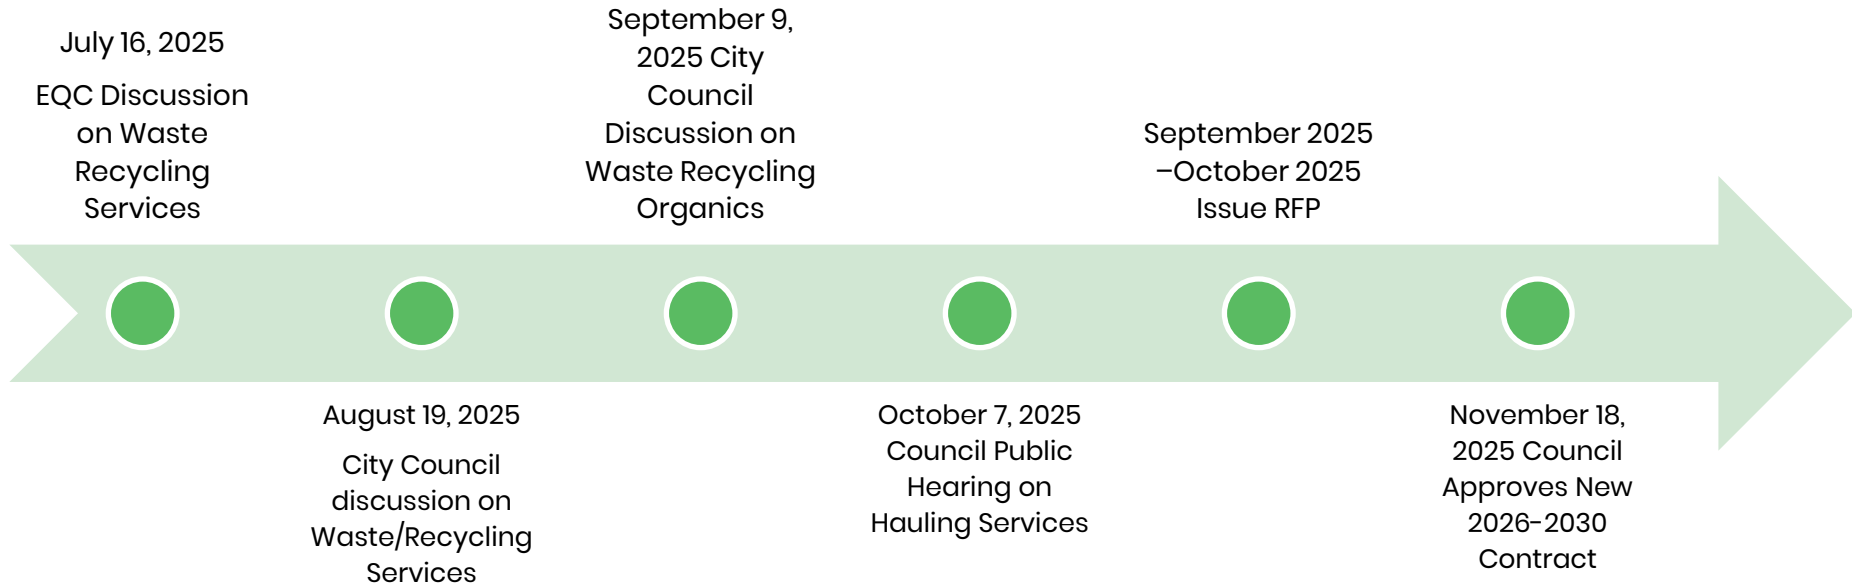 July 16, 2025
EQC Discussion
on Waste
Recycling
Services
August 19, 2025
City Council
discussion on
Waste/Recycling
Services
September 9,
2025 City
Council
Discussion on
Waste Recycling
Organics
October 7, 2025
Council Public
Hearing on
Hauling Services
September 2025
–October 2025
Issue RFP
November 18,
2025 Council
Approves New
2026-2030
Contract